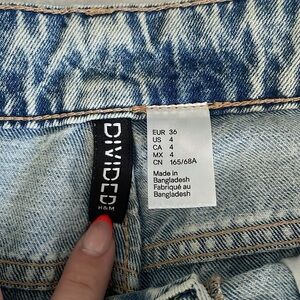 DIVIDED
H&M
EUR 36
US 4
CA 4
MX 4
CN 165/68A
Made in
Bangladesh
Fabriqué au
Bangladesh